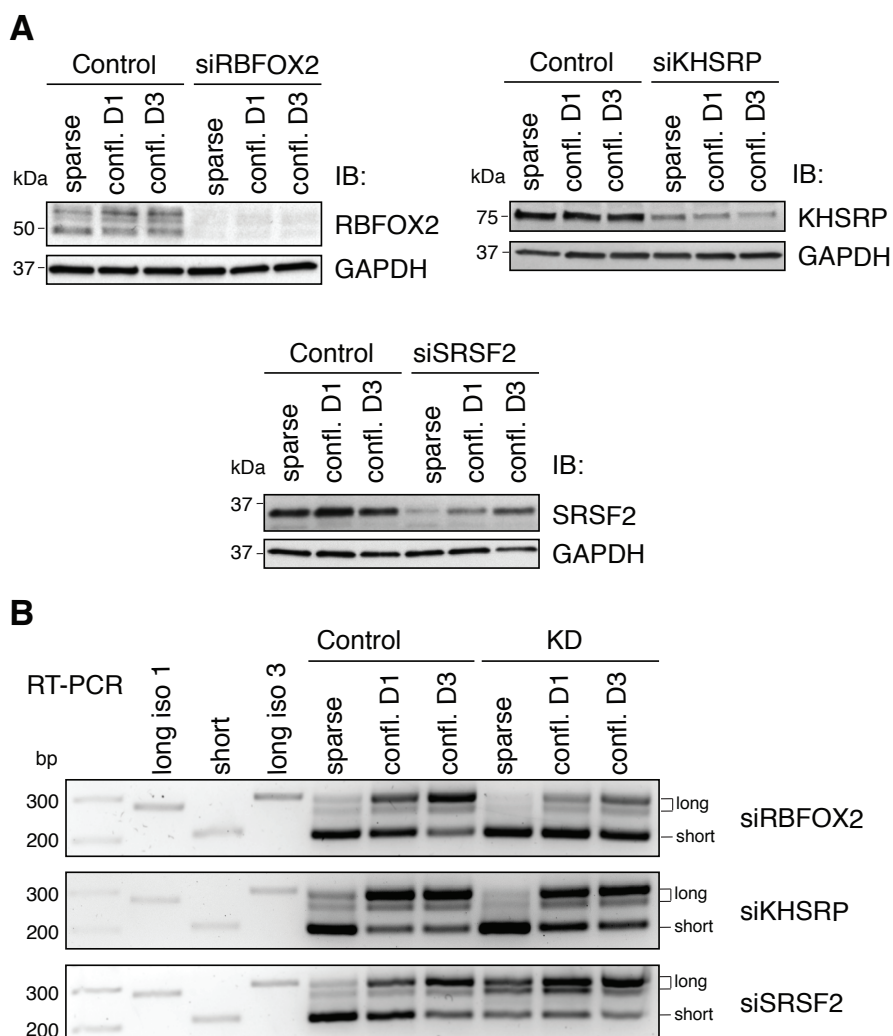 A
Control siRBFOX2
sparse
confl. D1
confl. D3
sparse
confl. D1
confl. D3
kDa
IB:
50
RBFOX2
37
GAPDH
Control siKHSRP
sparse
confl. D1
confl. D3
sparse
confl. D1
confl. D3
kDa
IB:
75
KHSRP
37
GAPDH
Control siSRSF2
sparse
confl. D1
confl. D3
sparse
confl. D1
confl. D3
kDa
IB:
37
SRSF2
37
GAPDH
B
Control KD
RT-PCR
long iso 1
short
long iso 3
sparse
confl. D1
confl. D3
sparse
confl. D1
confl. D3
bp
300
long
200
short
siRBFOX2
300
long
200
short
siKHSRP
300
long
200
short
siSRSF2